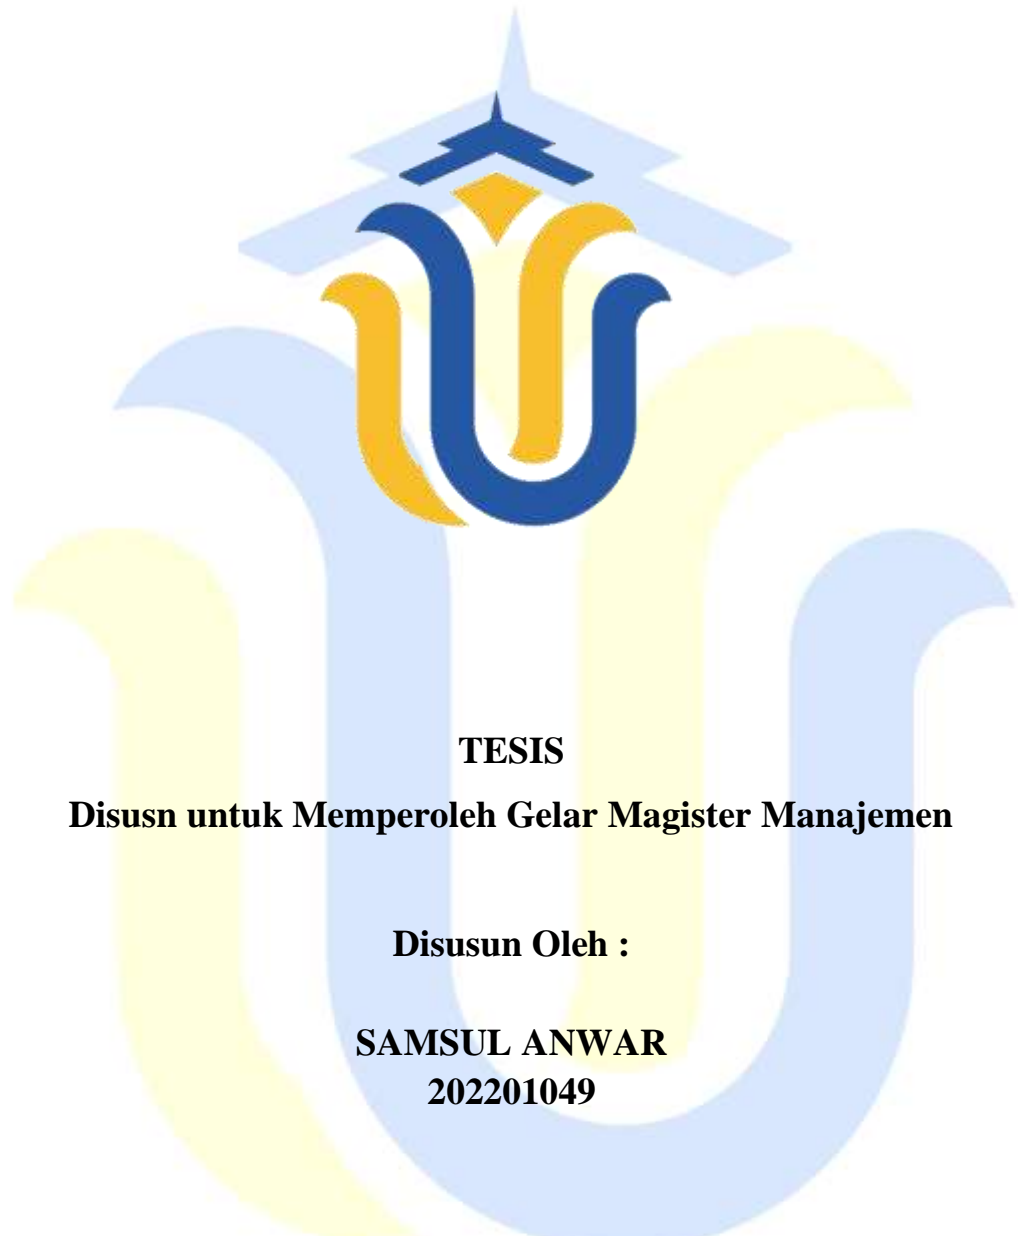 TESIS
Disusn untuk Memperoleh Gelar Magister Manajemen
Disusun Oleh :
SAMSUL ANWAR
202201049